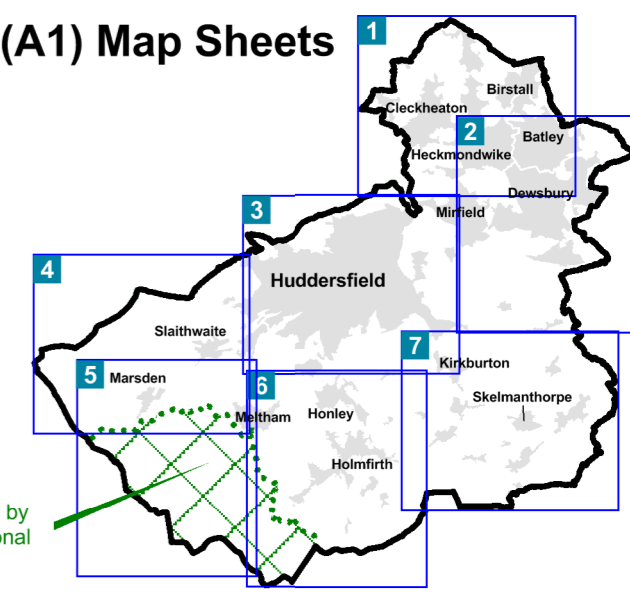 (A1) Map Sheets
1
Birstall
Cleckheaton
2
Batley
Heckmondwike
Dewsbury
3
Mirfield
4
Huddersfield
Slaithwaite
7
Kirkburton
5
Marsden
6
Skelmanthorpe
Meltham
Honley
Holmfirth
by
onal